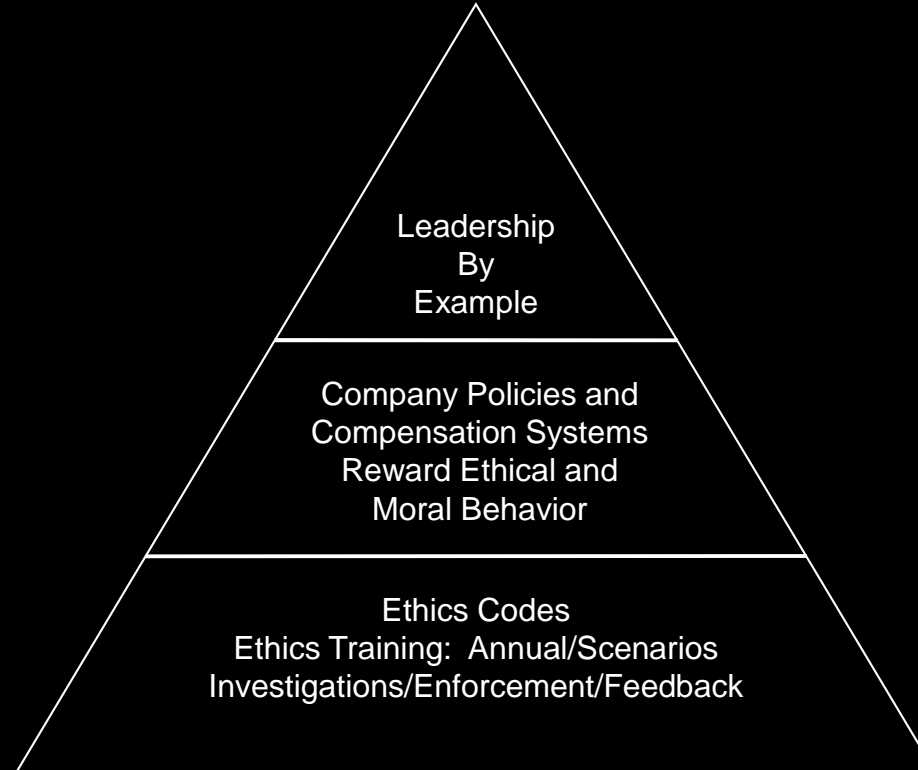 Leadership
By
Example
Company Policies and
Compensation Systems
Reward Ethical and
Moral Behavior
Ethics Codes
Ethics Training:  Annual/Scenarios
Investigations/Enforcement/Feedback